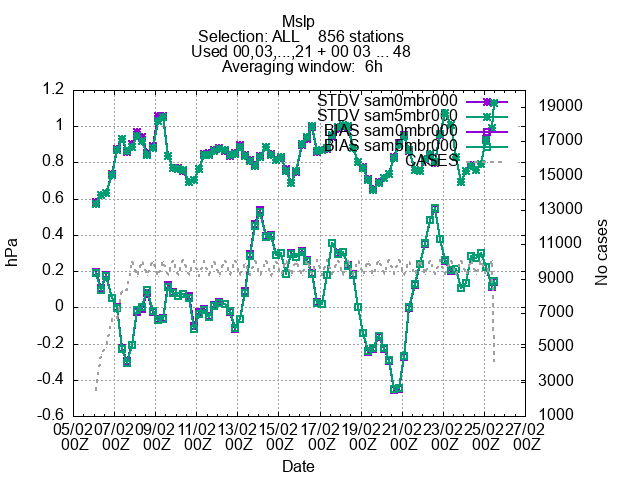 Mslp
Selection: ALL 856 stations
Used 00,03,...,21 + 00 03 ... 48
Averaging window: 6h
STDV sam0mbr000
STDV sam5mbr000
BIAS sam0mbr000
BIAS sam5mbr000
CASES
1.2
1
0.8
0.6
0.4
0.2
0
-0.2
-0.4
-0.6
hPa
19000
17000
15000
13000
11000
9000
7000
5000
3000
1000
No cases
05/02 07/02 09/02 11/02 13/02 15/02 17/02 19/02 21/02 23/02 25/02 27/02
00Z 00Z 00Z 00Z 00Z 00Z 00Z 00Z 00Z 00Z 00Z 00Z
Date